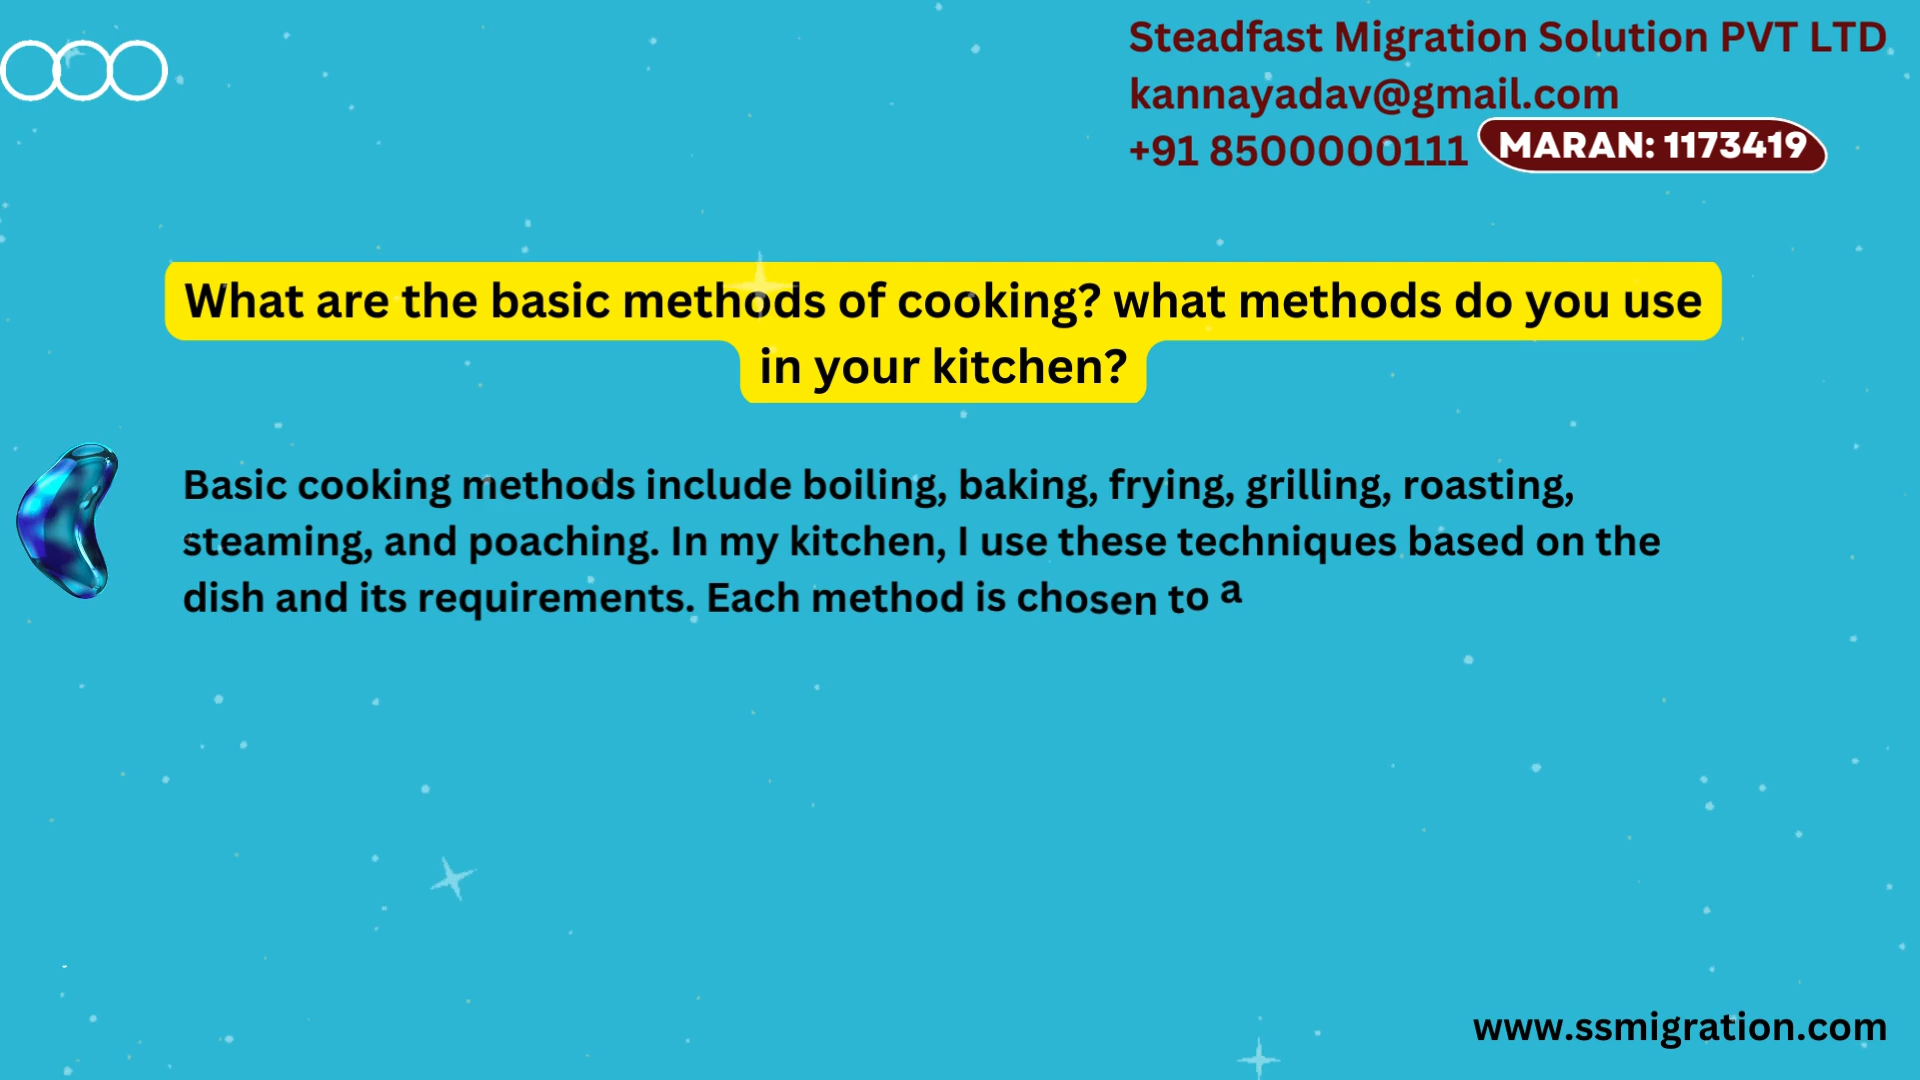 Steadfast Migration Solution PVT LTD
kannayadav@gmail.com
+91 8500000111 MARAN: 1173419
What are the basic methods of cooking? what methods do you use
in your kitchen?
Basic cooking methods include boiling, baking, frying, grilling, roasting,
steaming, and poaching. In my kitchen, I use these techniques based on the
dish and its requirements. Each method is chosen to a
www.ssmigration.com